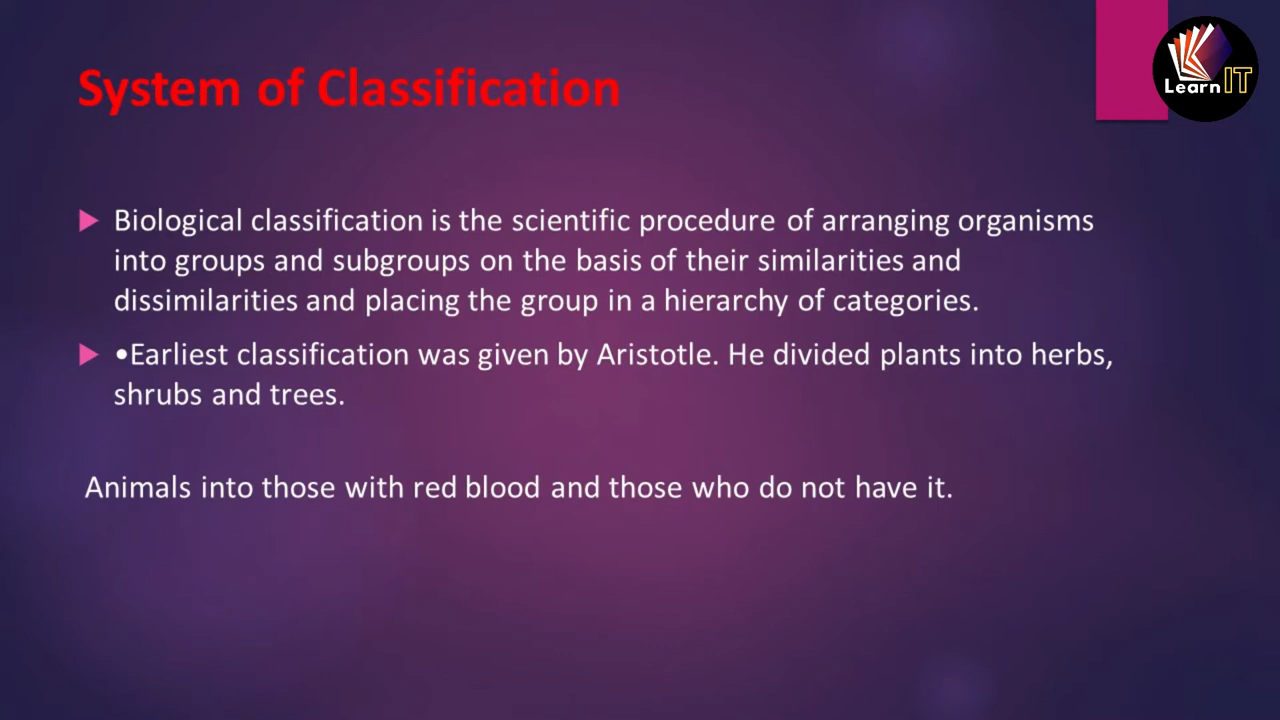 System of Classification
Learn IT
Biological classification is the scientific procedure of arranging organisms
into groups and subgroups on the basis of their similarities and
dissimilarities and placing the group in a hierarchy of categories.
•Earliest classification was given by Aristotle. He divided plants into herbs,
shrubs and trees.
Animals into those with red blood and those who do not have it.